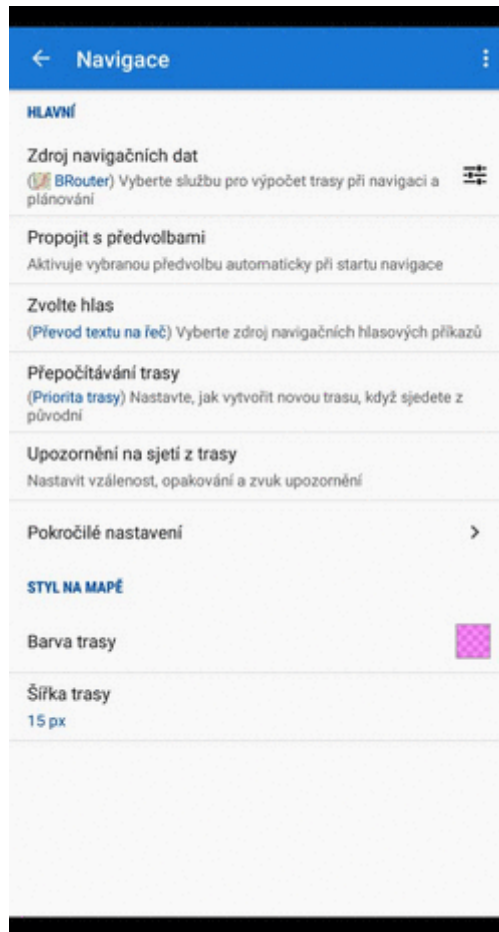 Navigace
HLAVNÍ
Zdroj navigačních dat
(BRouter) Vyberte službu pro výpočet trasy při navigaci a
plánování
Propojit s předvolbami
Aktivuje vybranou předvolbu automaticky při startu navigace
Zvolte hlas
(Převod textu na řeč) Vyberte zdroj navigačních hlasových příkazů
Přepočítávání trasy
(Priorita trasy) Nastavte, jak vytvořit novou trasu, když sjedete z
původní
Upozornění na sjetí z trasy
Nastavit vzálenost, opakování a zvuk upozornění
Pokročilé nastavení
STYL NA MAPĚ
Barva trasy
Šířka trasy
15 px